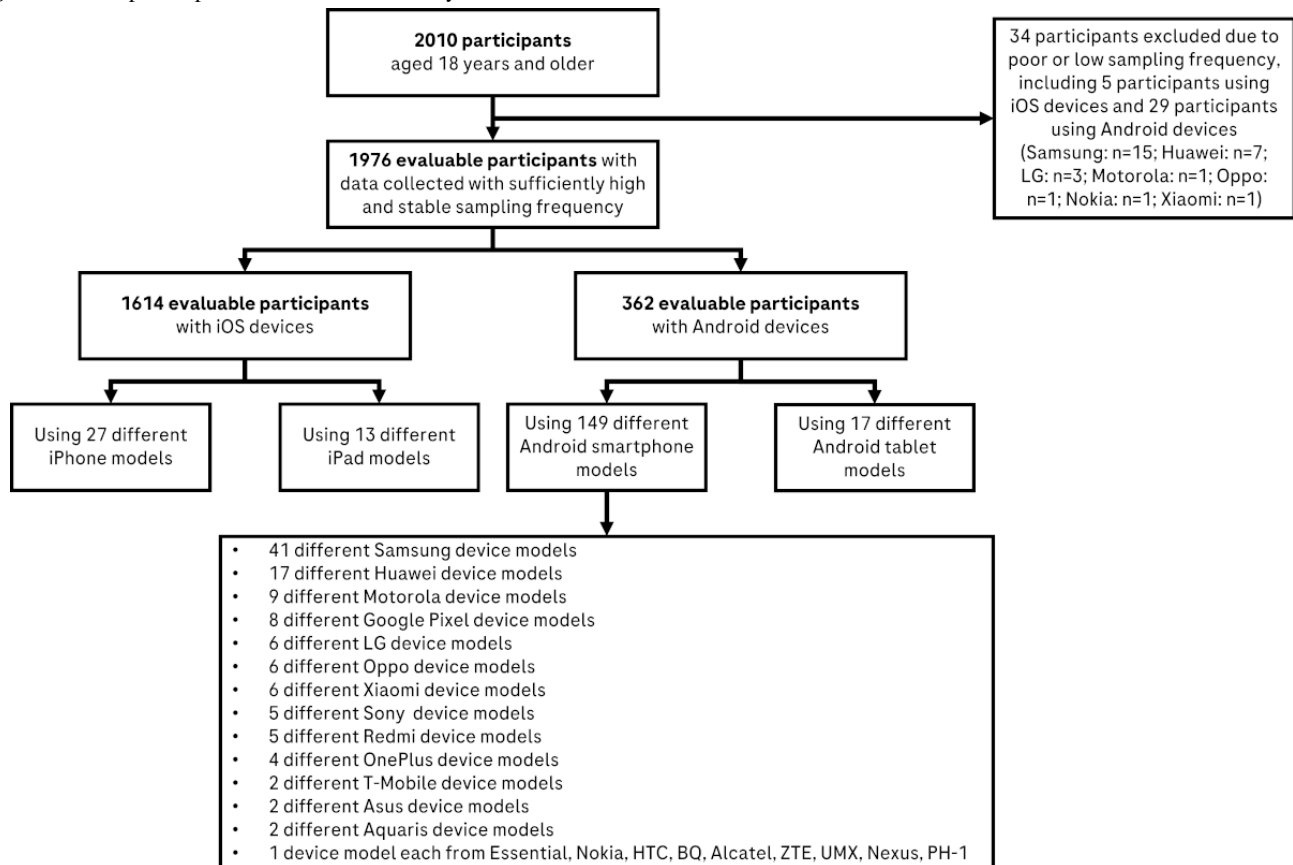 2010 participants
aged 18 years and older
34 participants excluded due to
poor or low sampling frequency,
including 5 participants using
iOS devices and 29 participants
using Android devices
(Samsung: n=15; Huawei: n=7;
LG: n=3; Motorola: n=1; Oppo:
n=1; Nokia: n=1; Xiaomi: n=1)
1976 evaluable participants with
data collected with sufficiently high
and stable sampling frequency
1614 evaluable participants
with iOS devices
362 evaluable participants
with Android devices
Using 27 different
iPhone models
Using 13 different
iPad models
Using 149 different
Android smartphone
models
Using 17 different
Android tablet
models
• 41 different Samsung device models
• 17 different Huawei device models
• 9 different Motorola device models
• 8 different Google Pixel device models
• 6 different LG device models
• 6 different Oppo device models
• 6 different Xiaomi device models
• 5 different Sony device models
• 5 different Redmi device models
• 4 different OnePlus device models
• 2 different T-Mobile device models
• 2 different Asus device models
• 2 different Aquaris device models
• 1 device model each from Essential, Nokia, HTC, BQ, Alcatel, ZTE, UMX, Nexus, PH-1